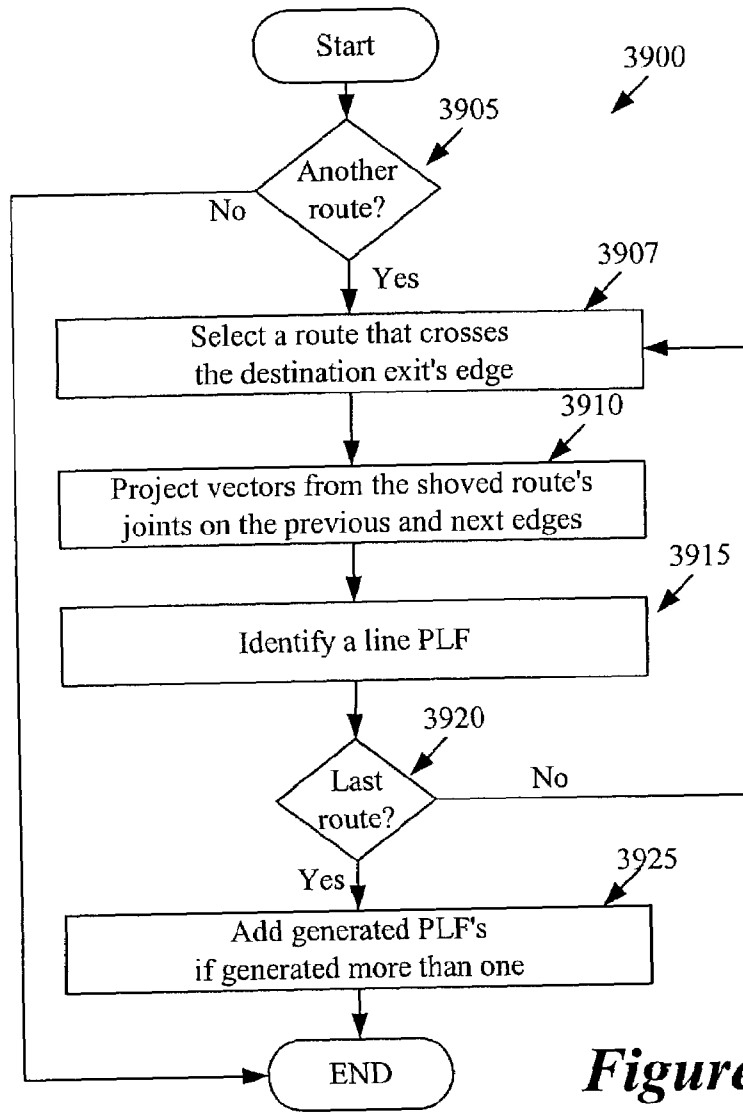 Start
3900
3905
Another
route?
No
Yes
3907
Select a route that crosses
the destination exit's edge
3910
Project vectors from the shoved route's
joints on the previous and next edges
3915
Identify a line PLF
3920
Last
route?
No
Yes
3925
Add generated PLF's
if generated more than one
END
Figure